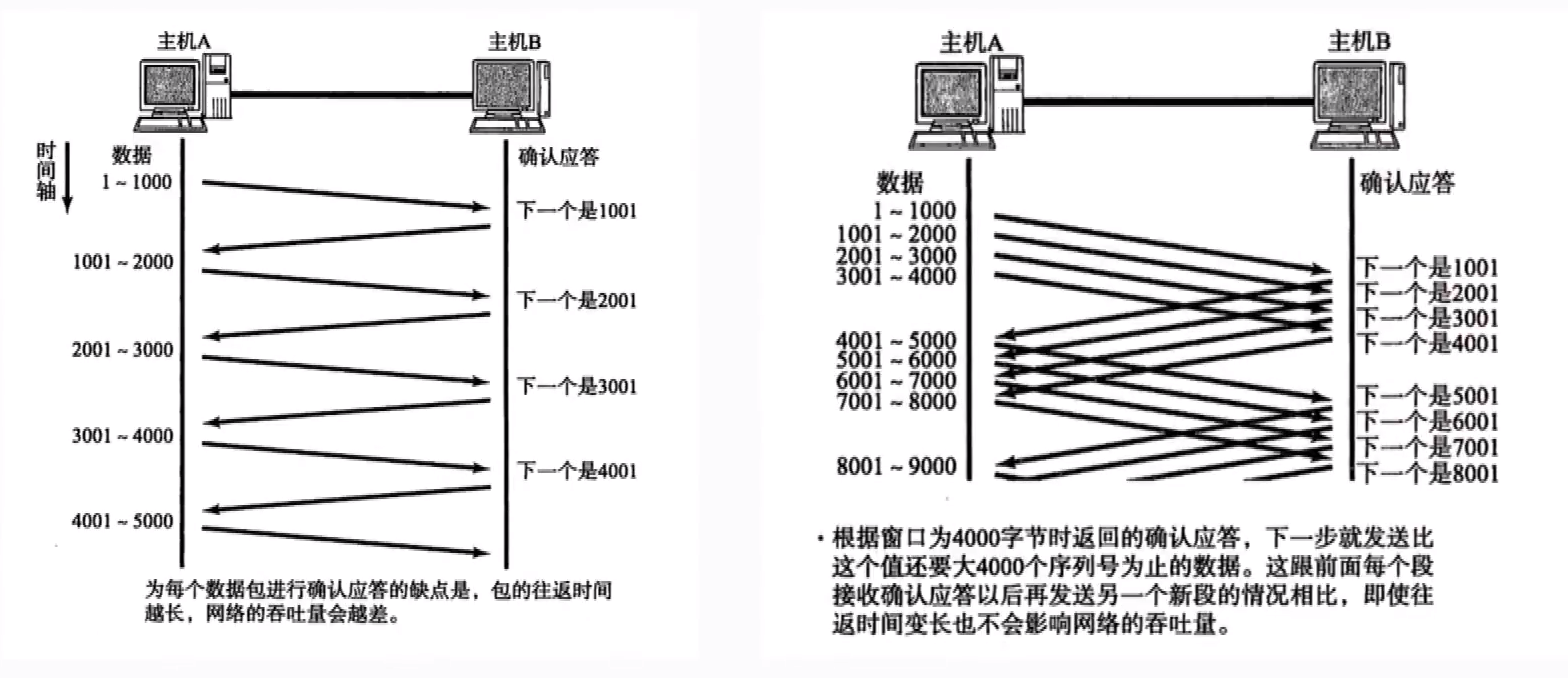 主机A
主机B
时间轴
数据
确认应答
1 ~ 1000
下一个是1001
1001 ~ 2000
下一个是2001
2001 ~ 3000
下一个是3001
3001 ~ 4000
下一个是4001
4001 ~ 5000
为每个数据包进行确认应答的缺点是，包的往返时间
越长，网络的吞吐量会越差。
主机A
主机B
数据
确认应答
1 ~ 1000
1001 ~ 2000
2001 ~ 3000
3001 ~ 4000
下一个是1001
下一个是2001
下一个是3001
下一个是4001
4001 ~ 5000
5001 ~ 6000
6001 ~ 7000
7001 ~ 8000
下一个是5001
下一个是6001
下一个是7001
下一个是8001
8001 ~ 9000
·根据窗口为4000字节时返回的确认应答，下一步就发送比
这个值还要大4000个序列号为止的数据。这跟前面每个段
接收确认应答以后再发送另一个新段的情况相比，即使往
返时间变长也不会影响网络的吞吐量。